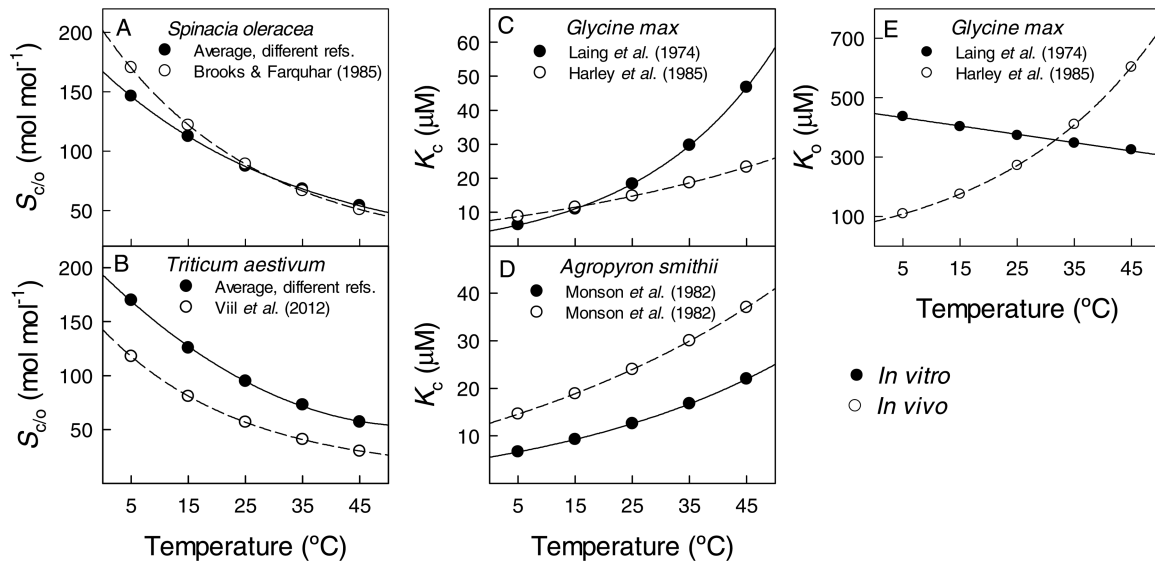 A
Spinacia oleracea
Average, different refs.
Brooks & Farquhar (1985)
200
150
100
50
S_c/o (mol mol⁻¹)
B
Triticum aestivum
Average, different refs.
Viil et al. (2012)
200
150
100
50
S_c/o (mol mol⁻¹)
5 15 25 35 45
Temperature (ºC)
C
Glycine max
Laing et al. (1974)
Harley et al. (1985)
60
50
40
30
20
10
K_c (µM)
D
Agropyron smithii
Monson et al. (1982)
Monson et al. (1982)
40
30
20
10
K_c (µM)
5 15 25 35 45
Temperature (ºC)
E
Glycine max
Laing et al. (1974)
Harley et al. (1985)
700
500
300
100
K_o (µM)
5 15 25 35 45
Temperature (ºC)
In vitro
In vivo